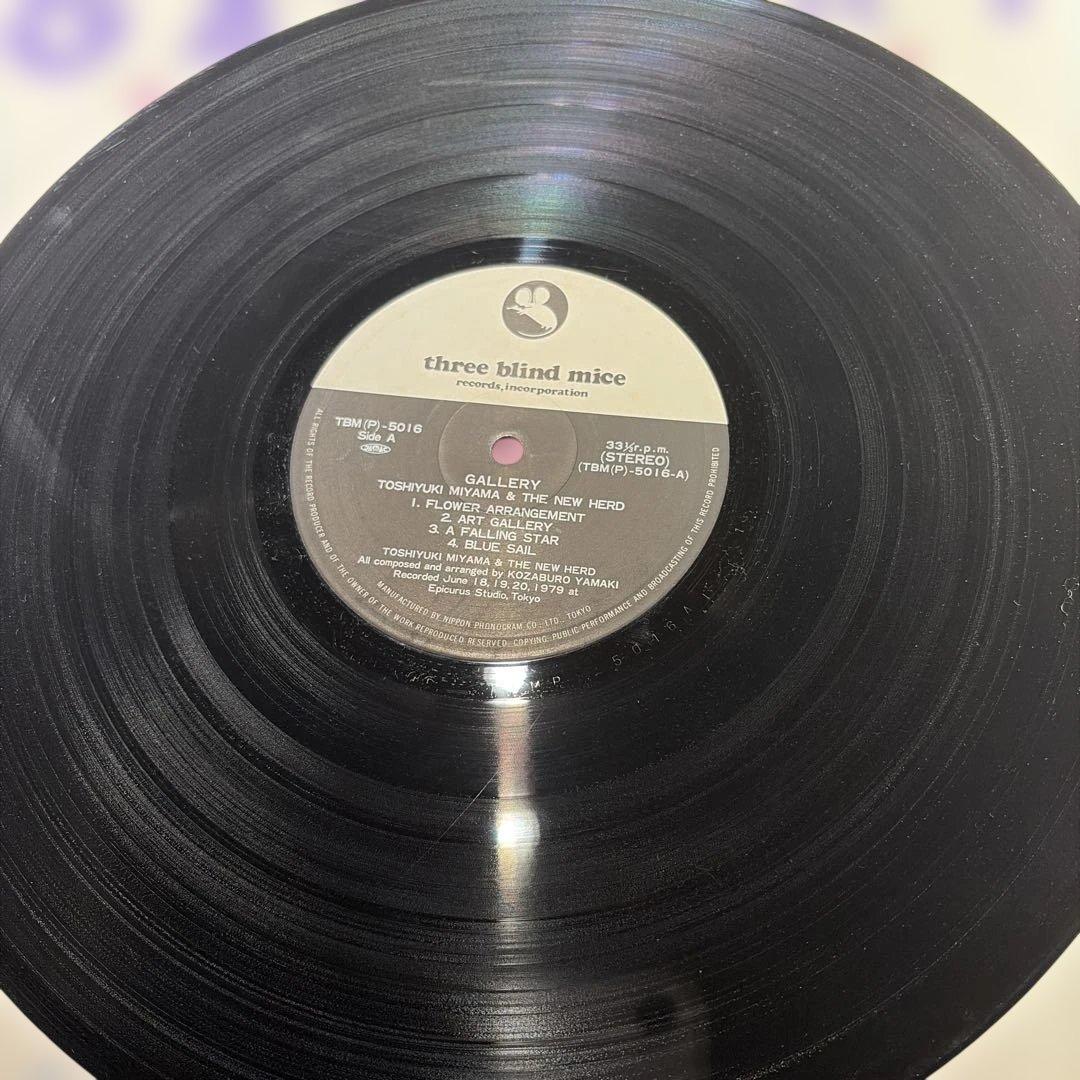 three blind mice
records, incorporation
TBM(P)-5016
Side A
33⅓r.p.m.
(STEREO)
(TBM(P)-5016-A)
GALLERY
TOSHIYUKI MIYAMA & THE NEW HERD
1. FLOWER ARRANGEMENT
2. ART GALLERY
3. A FALLING STAR
4. BLUE SAIL
TOSHIYUKI MIYAMA & THE NEW HERD
All composed and arranged by KOZABURO YAMAKI
Recorded June 18, 19, 20, 1979 at
Epicurus Studio, Tokyo
ALL RIGHTS OF THE RECORD PRODUCER AND OF THE OWNER OF THE WORK REPRODUCED RESERVED. COPYING, PUBLIC PERFORMANCE AND BROADCASTING OF THIS RECORD PROHIBITED
MANUFACTURED BY NIPPON PHONOGRAM CO., LTD., TOKYO